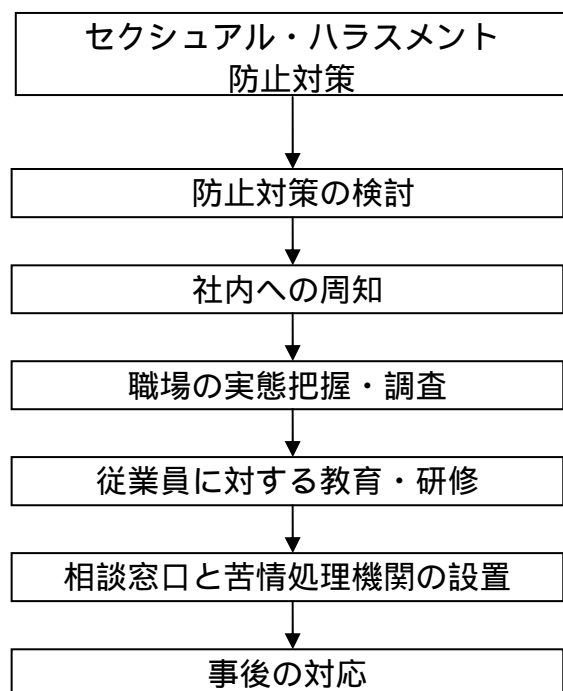 セクシュアル・ハラスメント
防止対策
防止対策の検討
社内への周知
職場の実態把握・調査
従業員に対する教育・研修
相談窓口と苦情処理機関の設置
事後の対応